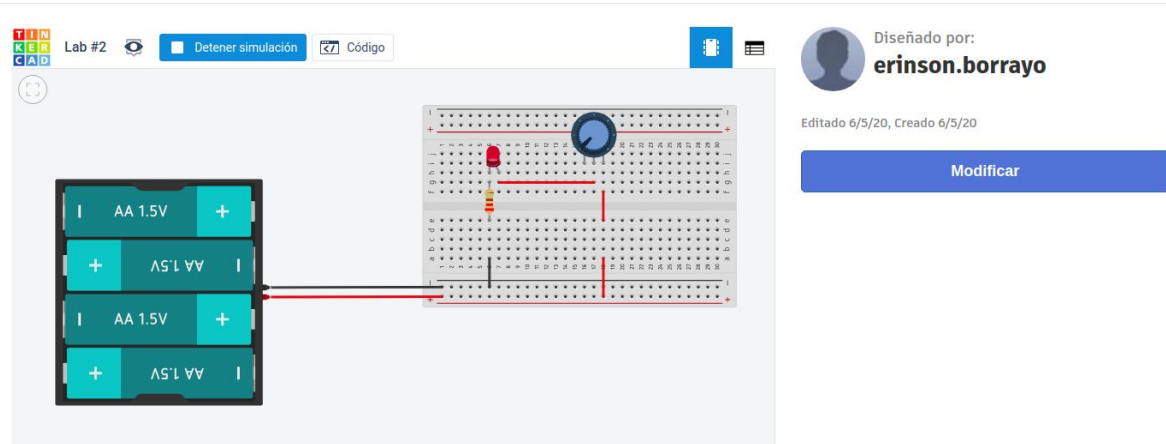 TIN
KER
CAD
Lab #2
Detener simulación
Código
Diseñado por:
erinson.borrayo
Editado 6/5/20, Creado 6/5/20
Modificar
AA 1.5V
AA 1.5V
AA 1.5V
AA 1.5V